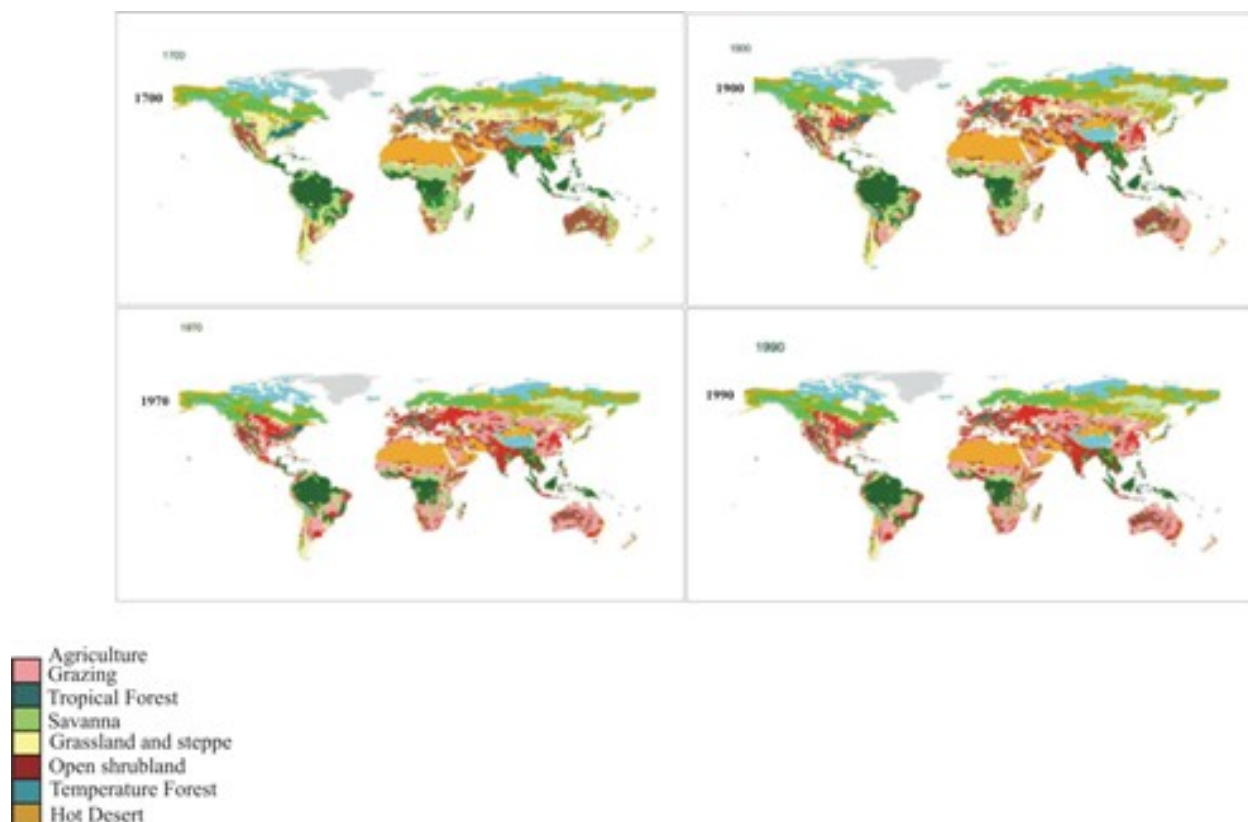 1700
1700
1900
1970
1970
1990
1990
Agriculture
Grazing
Tropical Forest
Savanna
Grassland and steppe
Open shrubland
Temperature Forest
Hot Desert